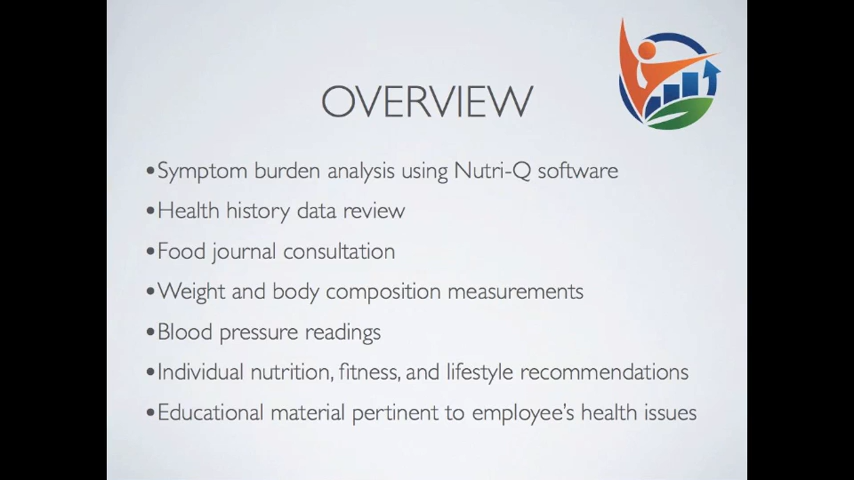 OVERVIEW
•Symptom burden analysis using Nutri-Q software
•Health history data review
•Food journal consultation
•Weight and body composition measurements
•Blood pressure readings
•Individual nutrition, fitness, and lifestyle recommendations
•Educational material pertinent to employee's health issues